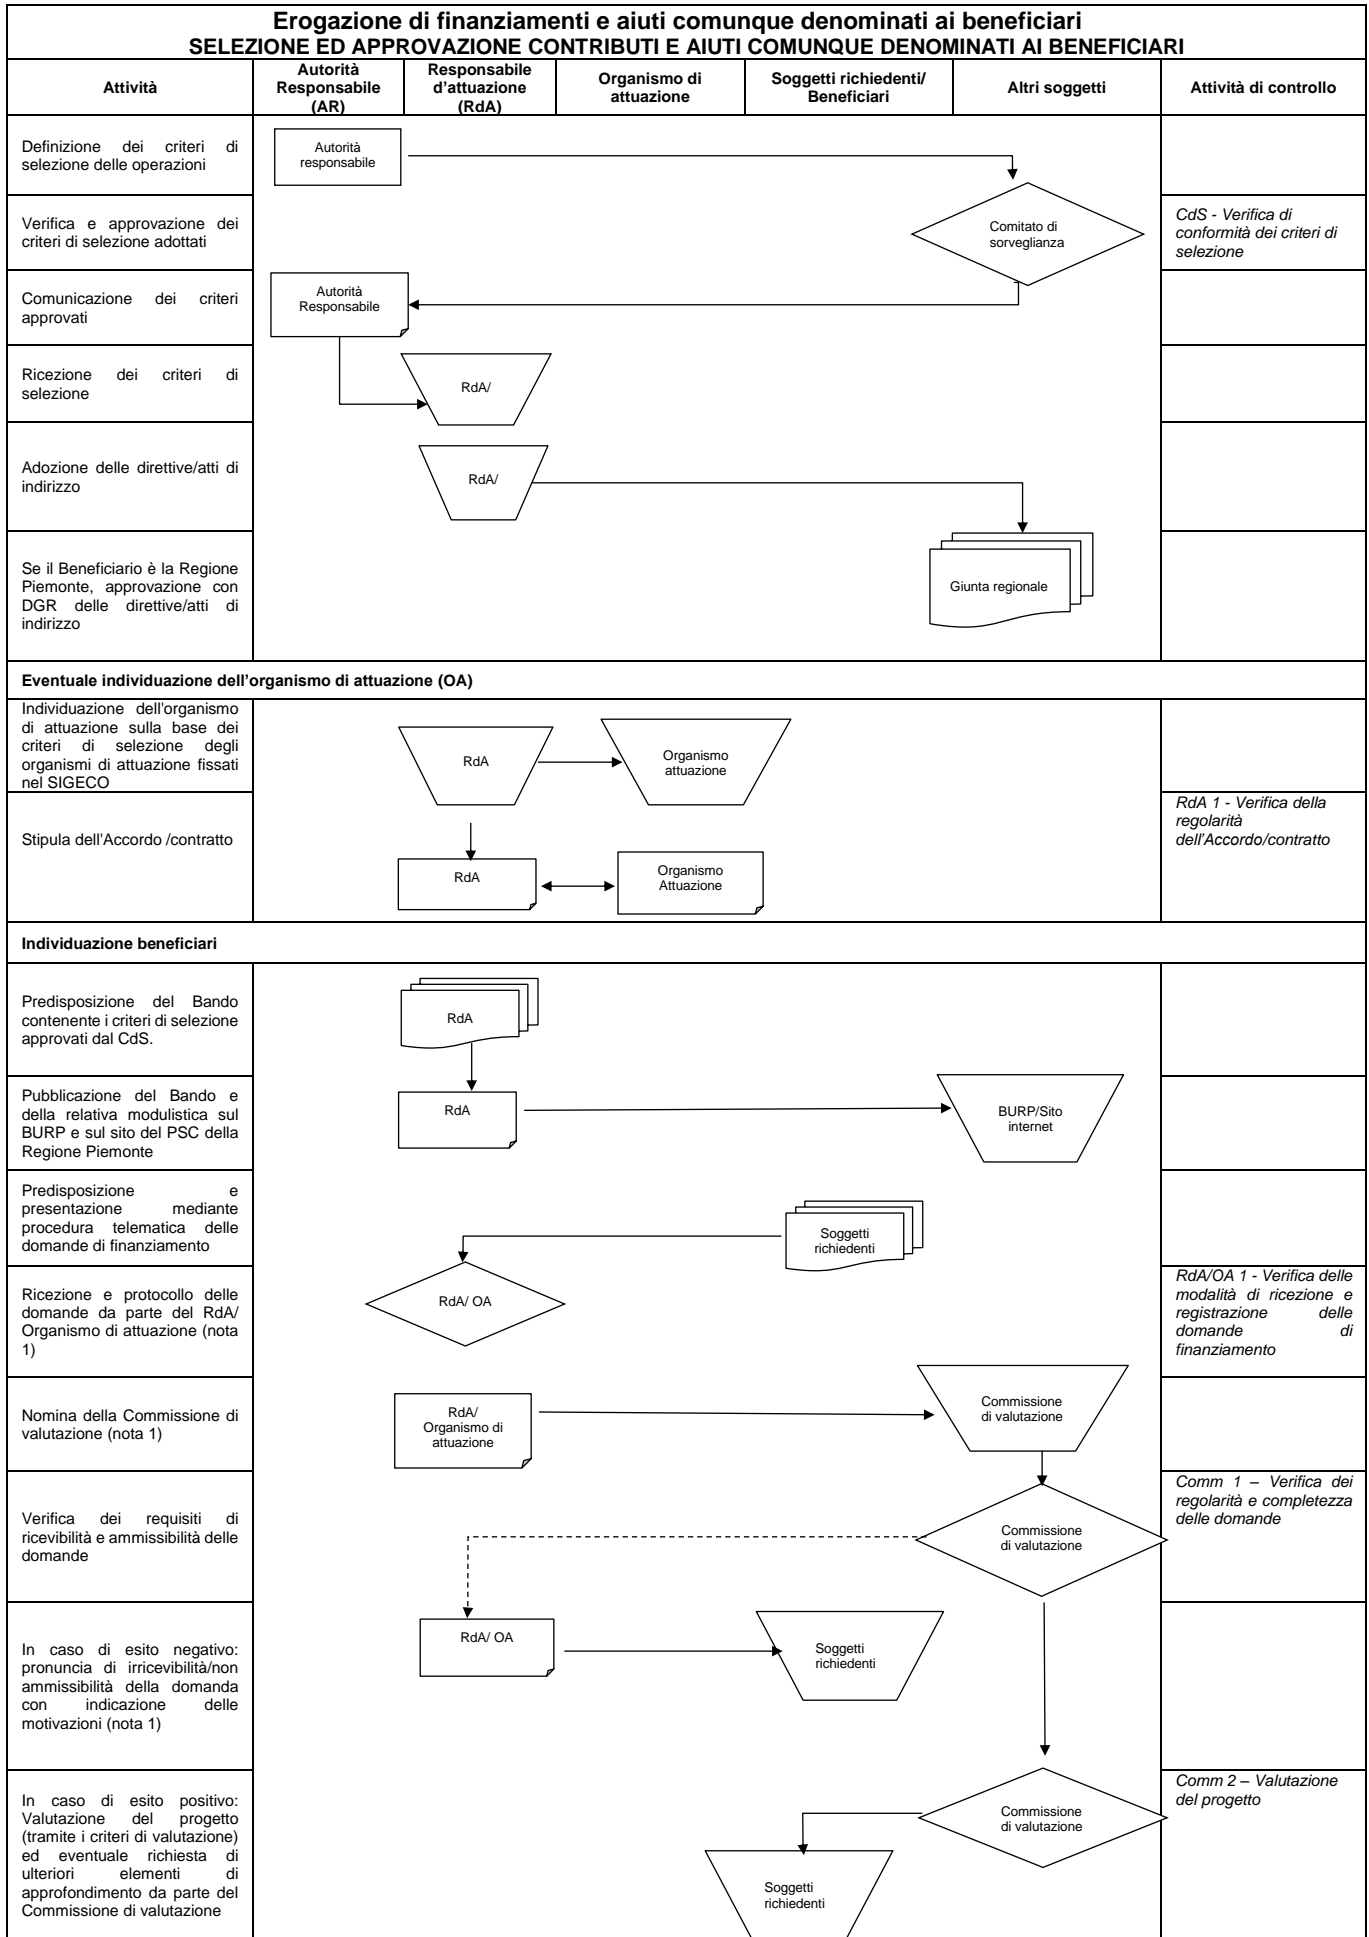 Erogazione di finanziamenti e aiuti comunque denominati ai beneficiari
SELEZIONE ED APPROVAZIONE CONTRIBUTI E AIUTI COMUNQUE DENOMINATI AI BENEFICIARI
Attività
Autorità
Responsabile
(AR)
Responsabile
d'attuazione
(RdA)
Organismo di
attuazione
Soggetti richiedenti/
Beneficiari
Altri soggetti
Attività di controllo
Definizione dei criteri di
selezione delle operazioni
Autorità
responsabile
Verifica e approvazione dei
criteri di selezione adottati
Comitato di
sorveglianza
CdS - Verifica di
conformità dei criteri di
selezione
Comunicazione dei criteri
approvati
Autorità
Responsabile
Ricezione dei criteri di
selezione
RdA/
Adozione delle direttive/atti di
indirizzo
RdA/
Se il Beneficiario è la Regione
Piemonte, approvazione con
DGR delle direttive/atti di
indirizzo
Giunta regionale
Eventuale individuazione dell'organismo di attuazione (OA)
Individuazione dell'organismo
di attuazione sulla base dei
criteri di selezione degli
organismi di attuazione fissati
nel SIGECO
RdA
Organismo
attuazione
Stipula dell'Accordo /contratto
RdA
Organismo
Attuazione
RdA 1 - Verifica della
regolarità
dell'Accordo/contratto
Individuazione beneficiari
Predisposizione del Bando
contenente i criteri di selezione
approvati dal CdS.
RdA
Pubblicazione del Bando e
della relativa modulistica sul
BURP e sul sito del PSC della
Regione Piemonte
RdA
BURP/Sito
internet
Predisposizione e
presentazione mediante
procedura telematica delle
domande di finanziamento
Soggetti
richiedenti
Ricezione e protocollo delle
domande da parte del RdA/
Organismo di attuazione (nota
1)
RdA/ OA
RdA/OA 1 - Verifica delle
modalità di ricezione e
registrazione delle
domande di
finanziamento
Nomina della Commissione di
valutazione (nota 1)
RdA/
Organismo di
attuazione
Commissione
di valutazione
Verifica dei requisiti di
ricevibilità e ammissibilità delle
domande
Commissione
di valutazione
Comm 1 – Verifica dei
regolarità e completezza
delle domande
In caso di esito negativo:
pronuncia di irricevibilità/non
ammissibilità della domanda
con indicazione delle
motivazioni (nota 1)
RdA/ OA
Soggetti
richiedenti
In caso di esito positivo:
Valutazione del progetto
(tramite i criteri di valutazione)
ed eventuale richiesta di
ulteriori elementi di
approfondimento da parte del
Commissione di valutazione
Commissione
di valutazione
Soggetti
richiedenti
Comm 2 – Valutazione
del progetto